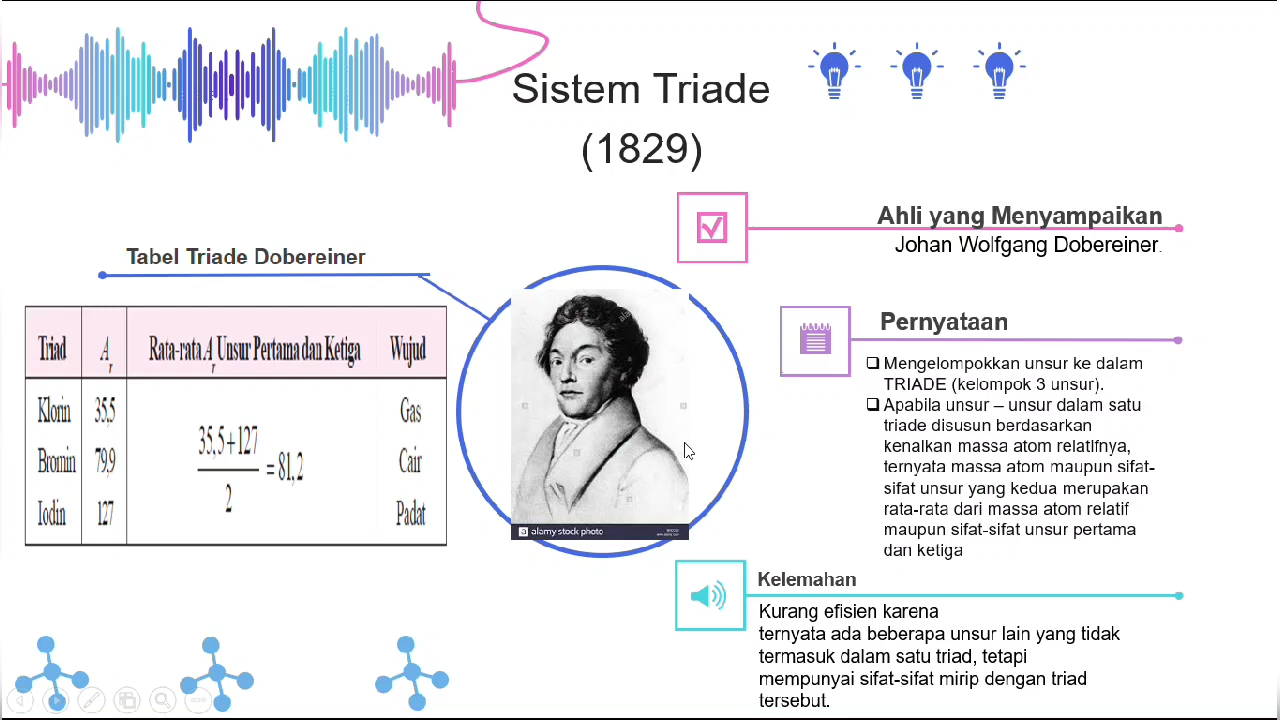 Sistem Triade
(1829)
Ahli yang Menyampaikan
Johan Wolfgang Dobereiner.
Tabel Triade Dobereiner
Triad A r Rata-rata A r Unsur Pertama dan Ketiga Wujud
Klorin 35,5 Gas
Bromin 79,9 35,5+127 / 2 = 81,2 Cair
Iodin 127 Padat
alamy stock photo
Pernyataan
❑ Mengelompokkan unsur ke dalam
TRIADE (kelompok 3 unsur).
❑ Apabila unsur – unsur dalam satu
triade disusun berdasarkan
kenalkan massa atom relatifnya,
ternyata massa atom maupun sifat-
sifat unsur yang kedua merupakan
rata-rata dari massa atom relatif
maupun sifat-sifat unsur pertama
dan ketiga
Kelemahan
Kurang efisien karena
ternyata ada beberapa unsur lain yang tidak
termasuk dalam satu triad, tetapi
mempunyai sifat-sifat mirip dengan triad
tersebut.